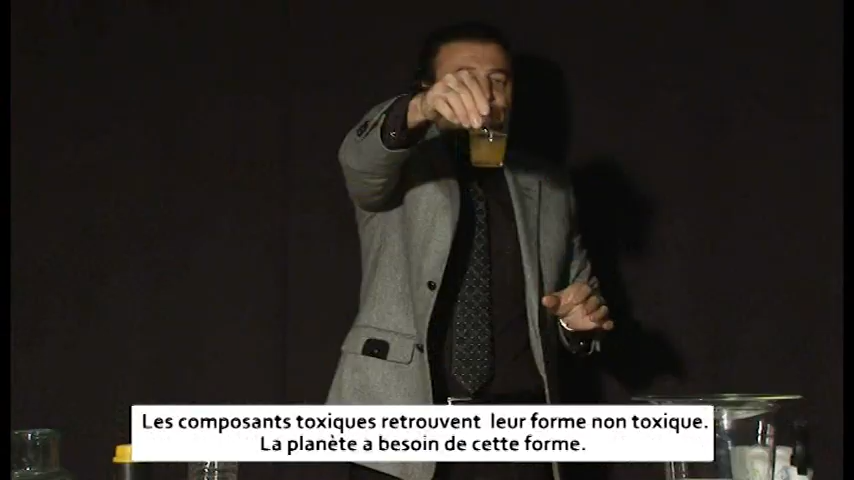 Les composants toxiques retrouvent leur forme non toxique.
La planète a besoin de cette forme.